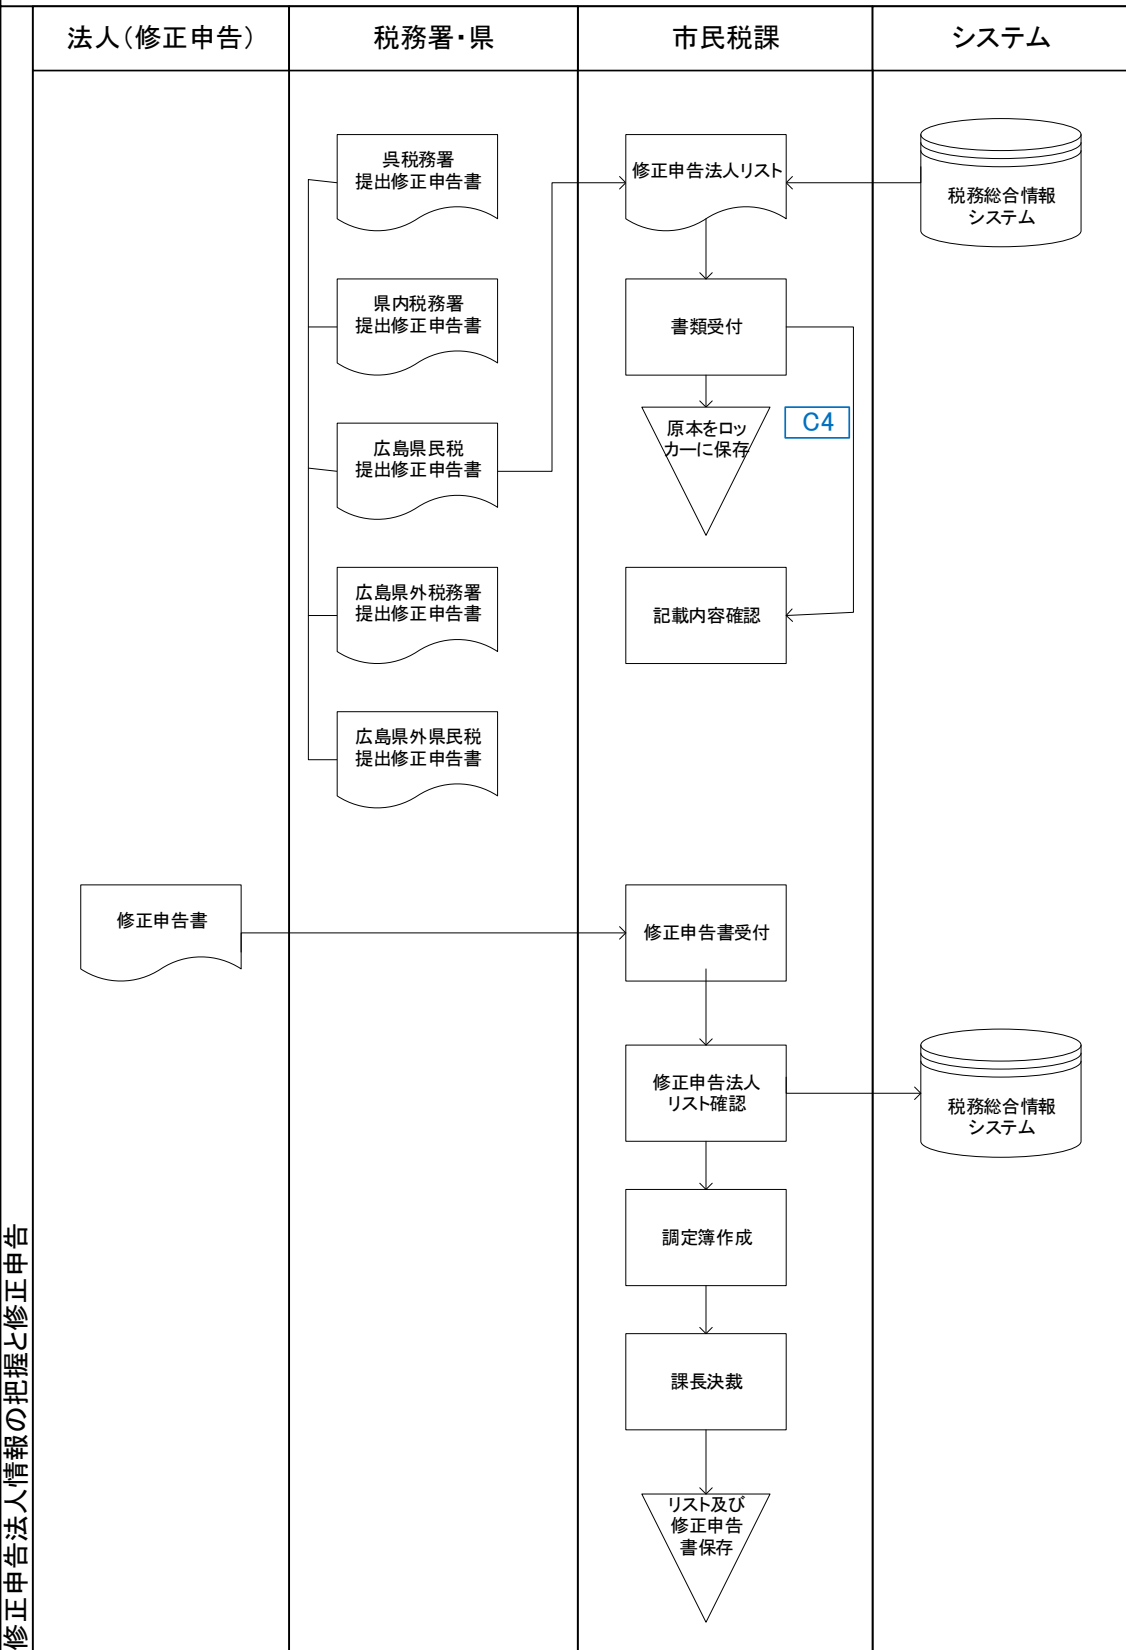 法人（修正申告）
税務署・県
市民税課
システム
呉税務署
提出修正申告書
修正申告法人リスト
税務総合情報
システム
県内税務署
提出修正申告書
書類受付
広島県民税
提出修正申告書
原本をロッ
カーに保存
C4
広島県外税務署
提出修正申告書
記載内容確認
広島県外県民税
提出修正申告書
修正申告書
修正申告書受付
修正申告法人
リスト確認
税務総合情報
システム
調定簿作成
課長決裁
リスト及び
修正申告
書保存
修正申告法人情報の把握と修正申告